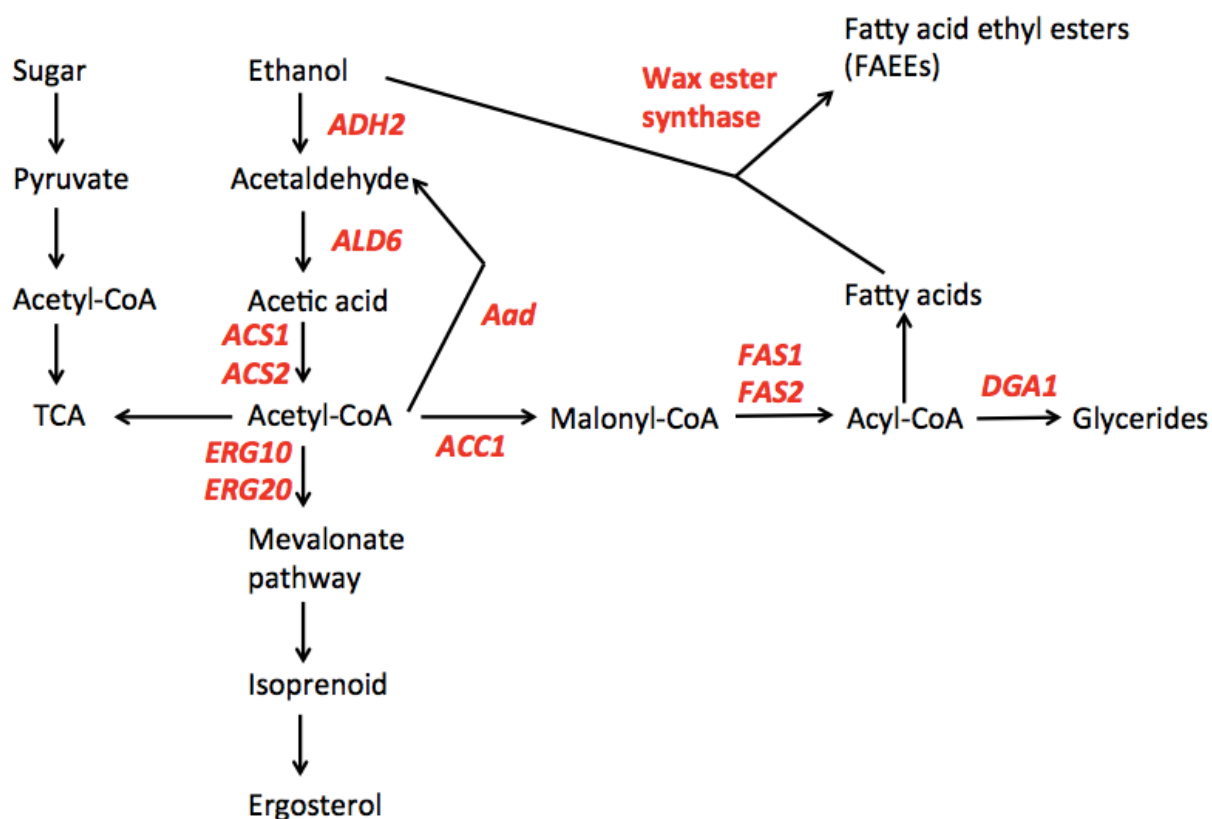 Fatty acid ethyl esters
(FAEEs)
Sugar
Ethanol
Wax ester
synthase
ADH2
Pyruvate
Acetaldehyde
ALD6
Acetyl-CoA
Acetic acid
Aad
Fatty acids
ACS1
ACS2
FAS1
FAS2
DGA1
TCA
Acetyl-CoA
Malonyl-CoA
Acyl-CoA
Glycerides
ERG10
ERG20
ACC1
Mevalonate
pathway
Isoprenoid
Ergosterol